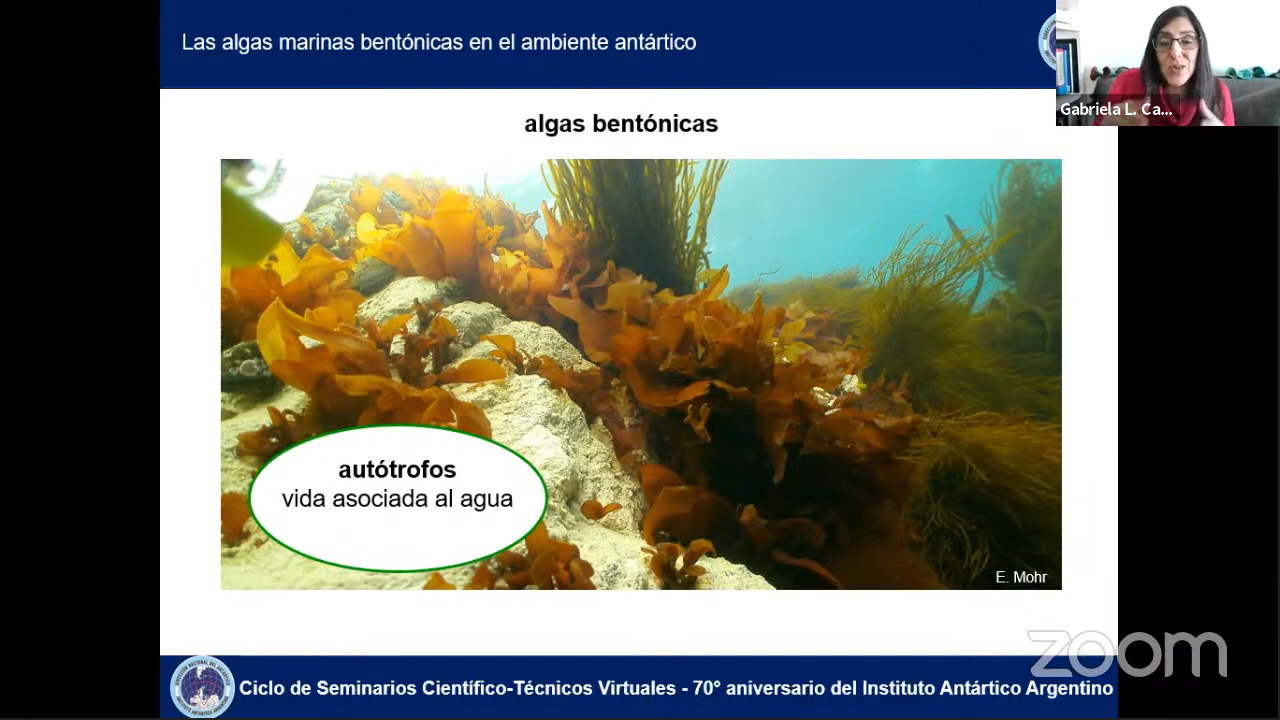 Las algas marinas bentónicas en el ambiente antártico
Gabriela L. Ca...
algas bentónicas
autótrofos
vida asociada al agua
E. Mohr
zoom
Ciclo de Seminarios Científico-Técnicos Virtuales - 70° aniversario del Instituto Antártico Argentino